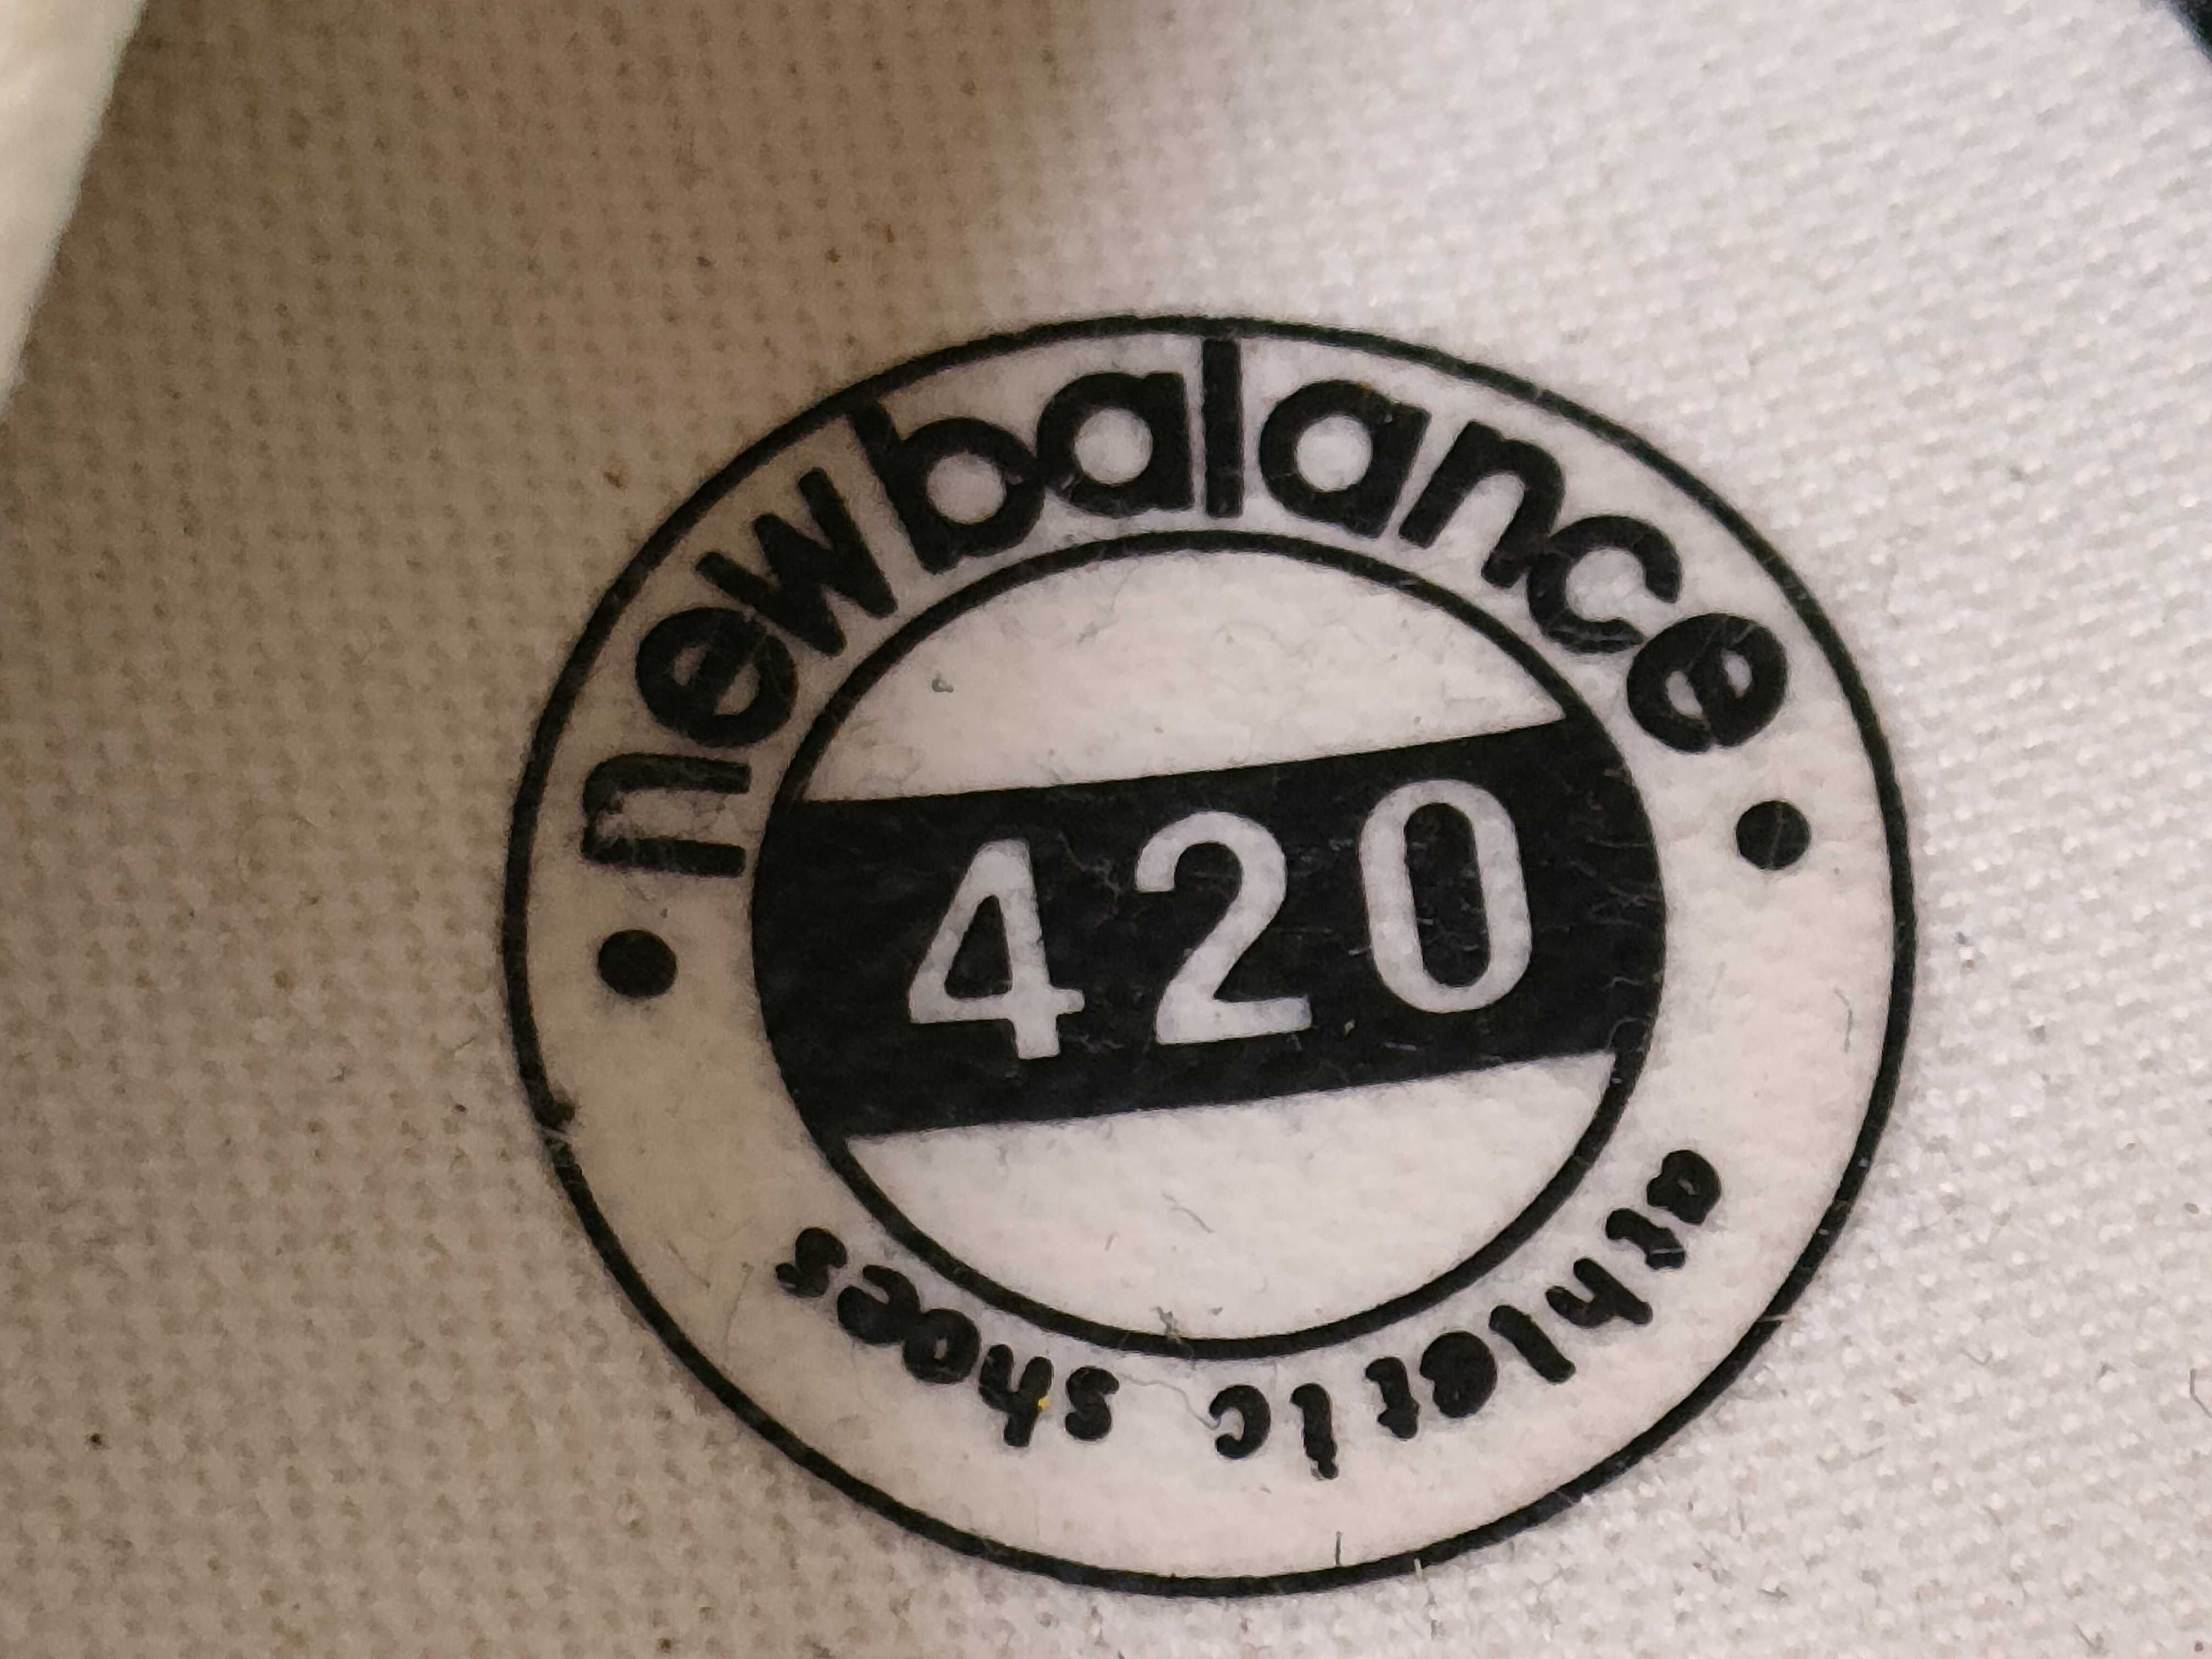 • newbalance •
420
athletic shoes